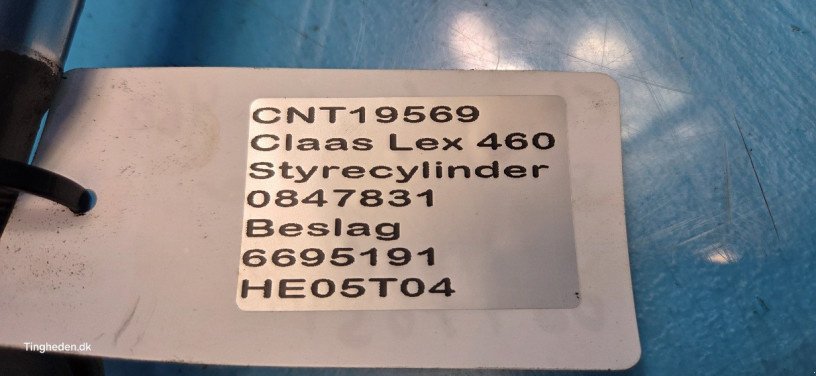 CNT19569
Claas Lex 460
Styrecylinder
0847831
Beslag
6695191
HE05T04
Tingheden.dk